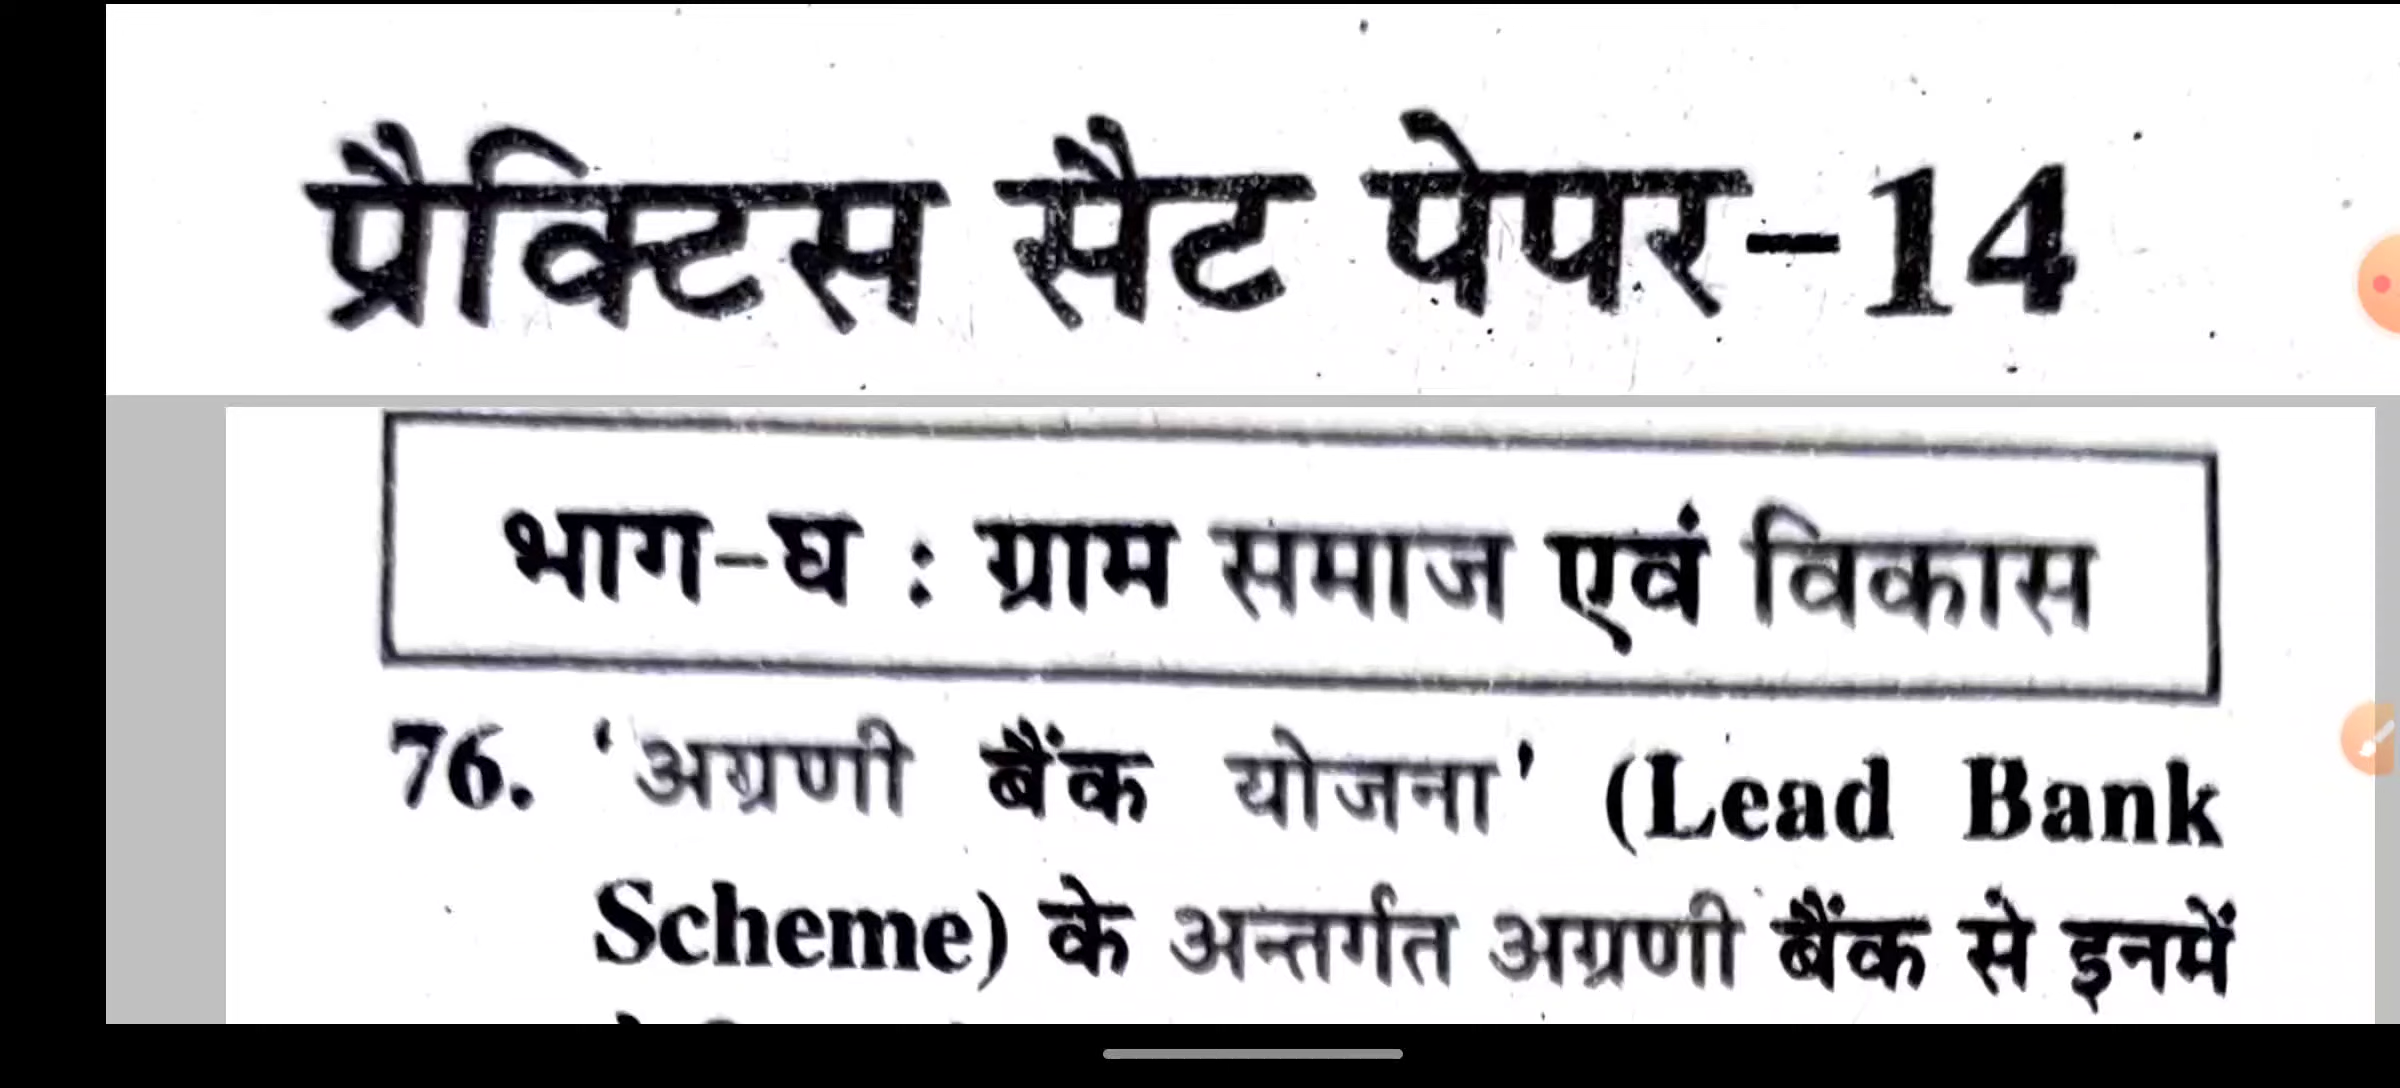 प्रैक्टिस सैट पेपर-14
भाग-घ : ग्राम समाज एवं विकास
76. 'अग्रणी बैंक योजना' (Lead Bank
Scheme) के अन्तर्गत अग्रणी बैंक से इनमें